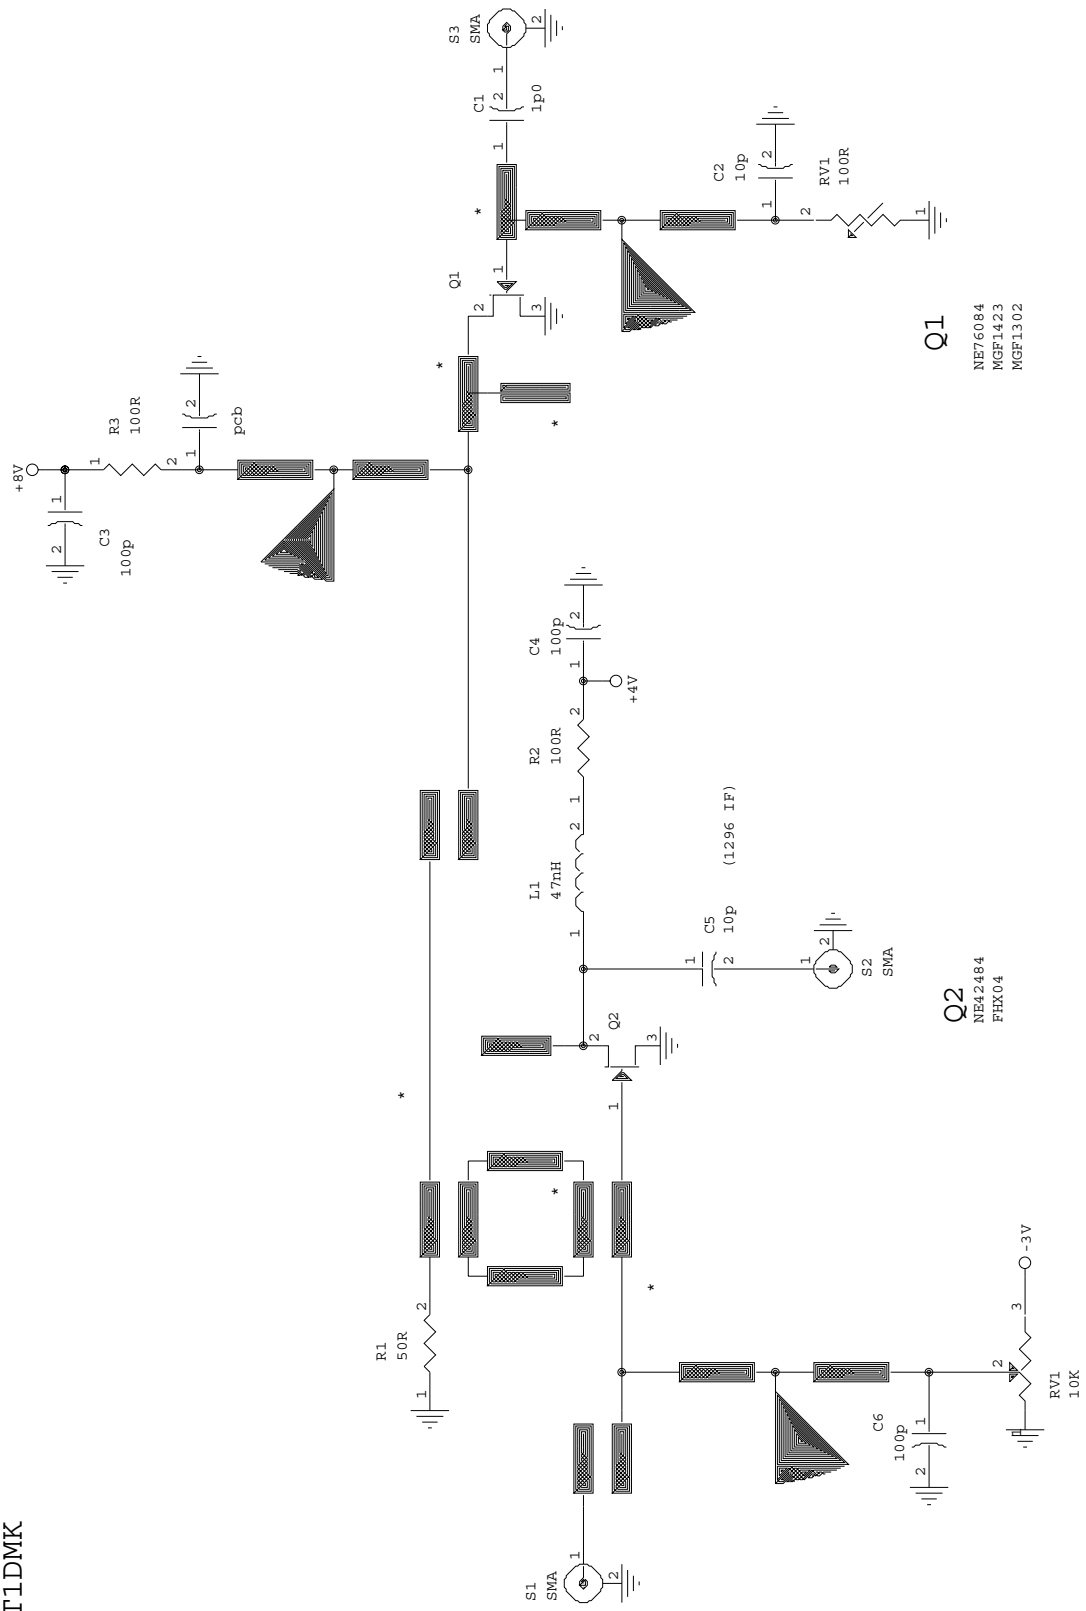 S3
SMA
1
2
C1
1p0
1
2
*
Q1
1
2
3
*
*
C2
10p
1
2
RV1
100R
2
1
+8V
R3
100R
1
2
1
2
pcb
C3
100p
1
2
Q1
NE76084
MGF1423
MGF1302
C4
100p
1
2
+4V
R2
100R
1
2
L1
47nH
1
2
C5
10p
1
2
(1296 IF)
S2
SMA
1
2
Q2
1
2
3
*
*
*
Q2
NE42484
FHX04
R1
50R
1
2
C6
100p
1
2
RV1
10K
2
3
-3V
S1
SMA
1
2
T1DMK